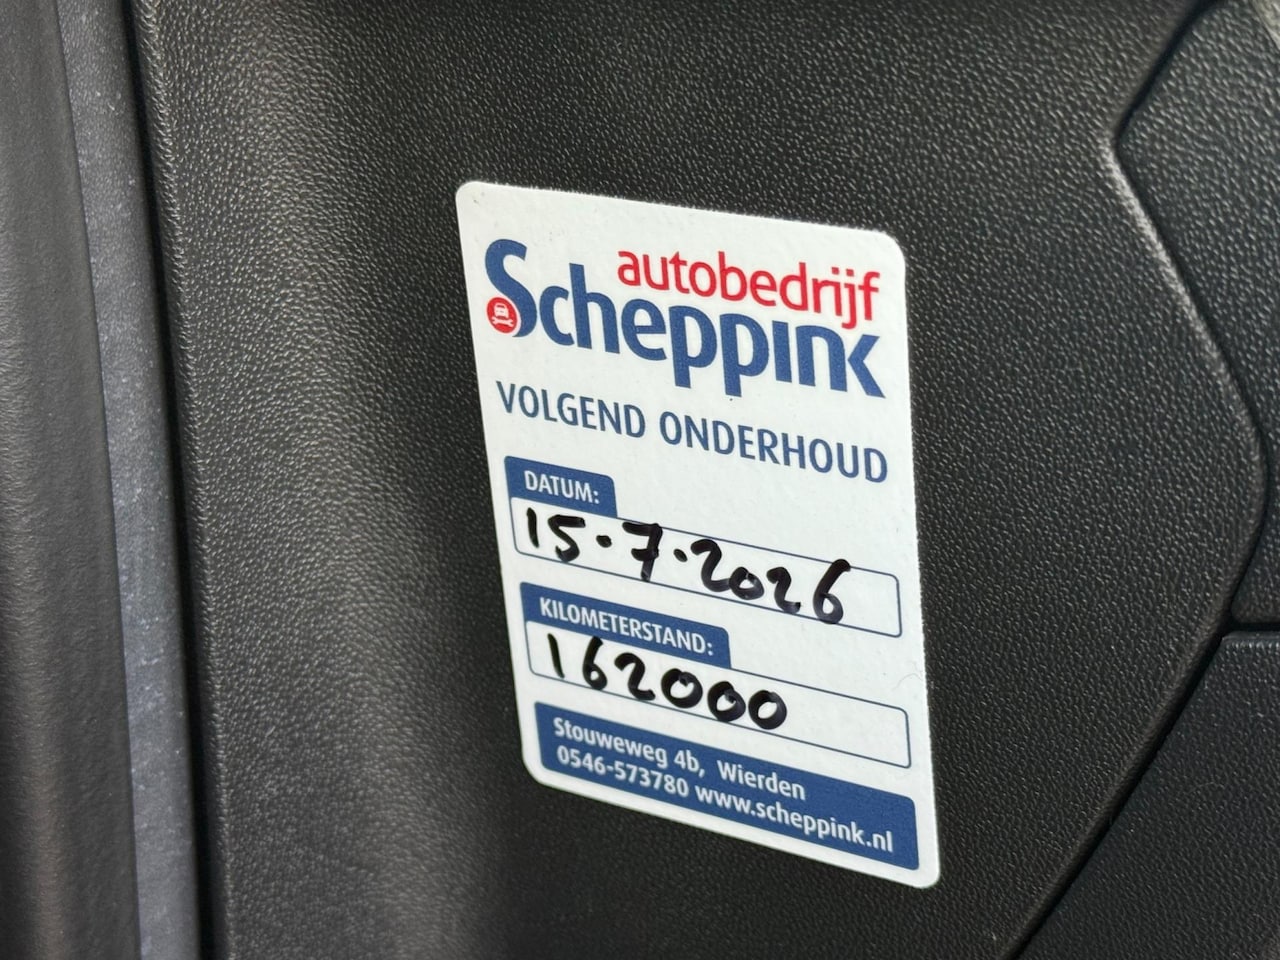 autobedrijf
Scheppink
VOLGEND ONDERHOUD
DATUM:
15.7.2026
KILOMETERSTAND:
162000
Stouweweg 4b, Wierden
0546-573780 www.scheppink.nl